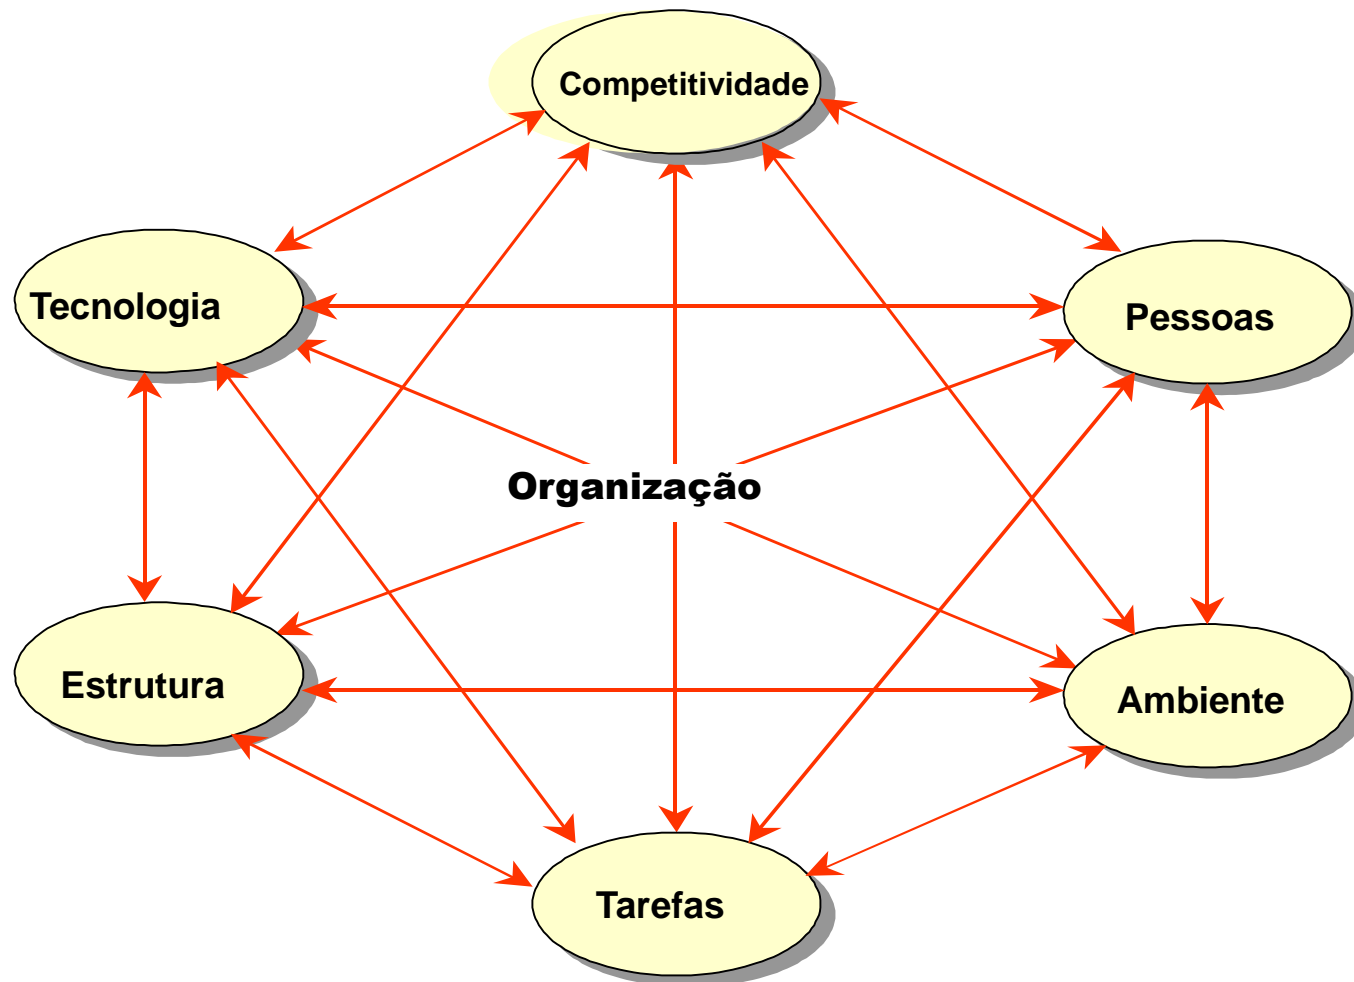 Competitividade
Tecnologia
Pessoas
Organização
Estrutura
Ambiente
Tarefas